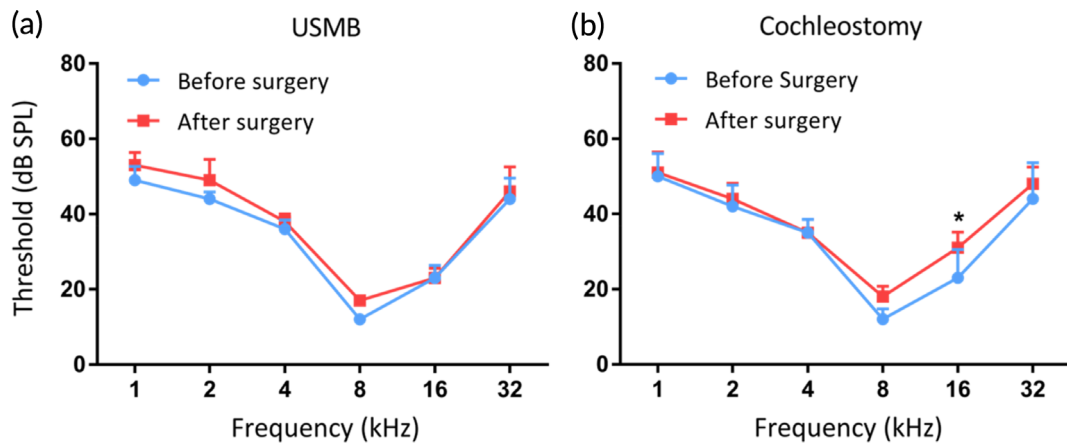 (a)
USMB
Before surgery
After surgery
Threshold (dB SPL)
80
60
40
20
0
1 2 4 8 16 32
Frequency (kHz)
(b)
Cochleostomy
Before Surgery
After surgery
80
60
40
20
0
*
1 2 4 8 16 32
Frequency (kHz)